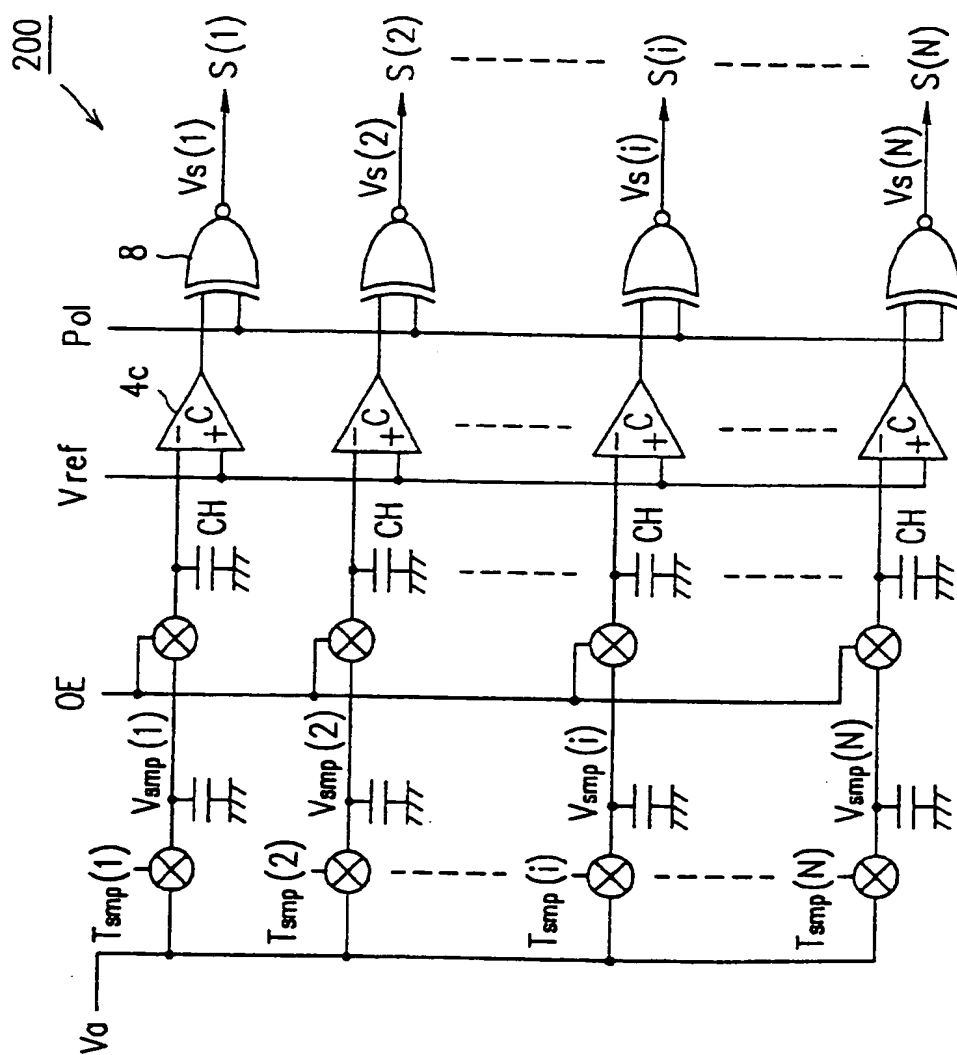 200
Va
OE
Vref
Pol
Tsmp(1)
Vsmp(1)
CH
-
+
C
4c
8
Vs(1)
S(1)
Tsmp(2)
Vsmp(2)
CH
-
+
C
Vs(2)
S(2)
Tsmp(i)
Vsmp(i)
CH
-
+
C
Vs(i)
S(i)
Tsmp(N)
Vsmp(N)
CH
-
+
C
Vs(N)
S(N)